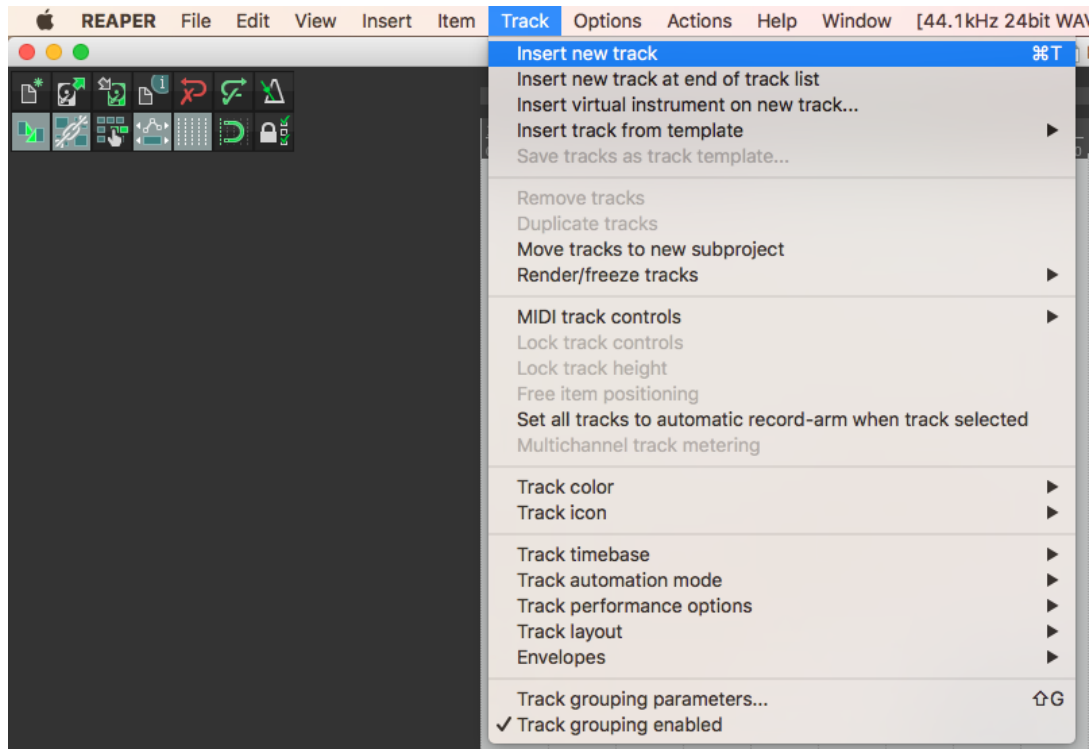 REAPER File Edit View Insert Item Track Options Actions Help Window [44.1kHz 24bit WAV
Insert new track ⌘T
Insert new track at end of track list
Insert virtual instrument on new track...
Insert track from template
Save tracks as track template...
Remove tracks
Duplicate tracks
Move tracks to new subproject
Render/freeze tracks
MIDI track controls
Lock track controls
Lock track height
Free item positioning
Set all tracks to automatic record-arm when track selected
Multichannel track metering
Track color
Track icon
Track timebase
Track automation mode
Track performance options
Track layout
Envelopes
Track grouping parameters... ⇧G
✓ Track grouping enabled